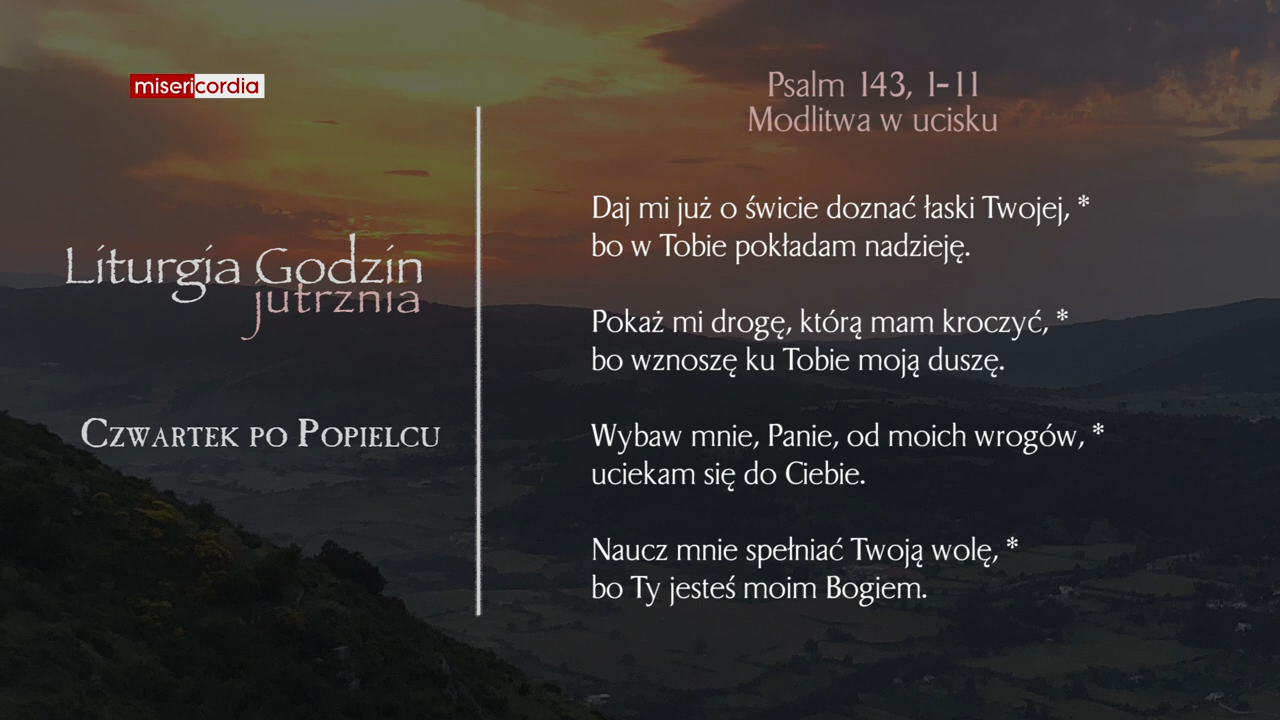 misericordia
Liturgia Godzin
jutrznia
Czwartek po Popielcu
Psalm 143, 1-11
Modlitwa w ucisku
Daj mi już o świcie doznać łaski Twojej, *
bo w Tobie pokładam nadzieję.
Pokaż mi drogę, którą mam kroczyć, *
bo wznoszę ku Tobie moją duszę.
Wybaw mnie, Panie, od moich wrogów, *
uciekam się do Ciebie.
Naucz mnie spełniać Twoją wolę, *
bo Ty jesteś moim Bogiem.